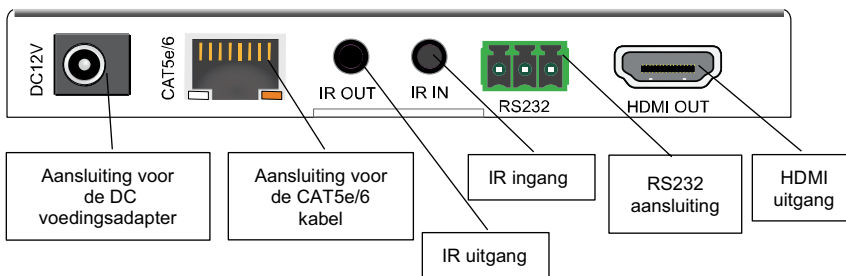 DC12V
CAT5e/6
IR OUT
IR IN
RS232
HDMI OUT
Aansluiting voor
de DC
voedingsadapter
Aansluiting voor
de CAT5e/6
kabel
IR uitgang
IR ingang
RS232
aansluiting
HDMI
uitgang